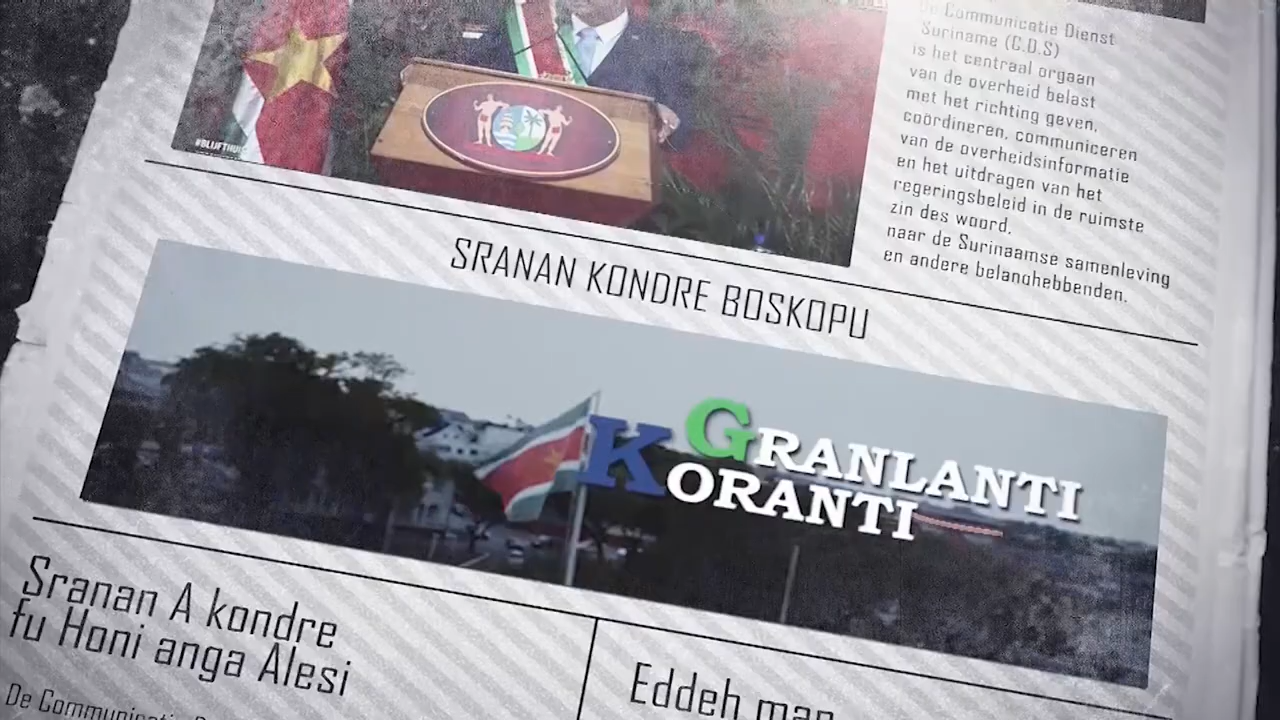 De Communicatie Dienst
Suriname (C.D.S)
is het centraal orgaan
van de overheid belast
met het richting geven,
coördineren, communiceren
van de overheidsinformatie
en het uitdragen van het
regeringsbeleid in de ruimste
zin des woord,
naar de Surinaamse samenleving
en andere belanghebbenden.
SRANAN KONDRE BOSKOPU
GRANLANTI
KORANTI
Sranan A kondre
fu Honi anga Alesi
Eddeh man
De